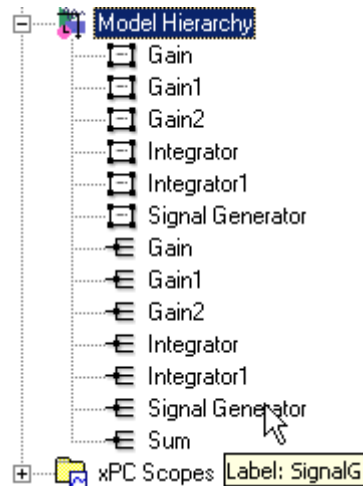 Model Hierarchy
Gain
Gain1
Gain2
Integrator
Integrator1
Signal Generator
Gain
Gain1
Gain2
Integrator
Integrator1
Signal Generator
Sum
xPC Scopes Label: SignalG